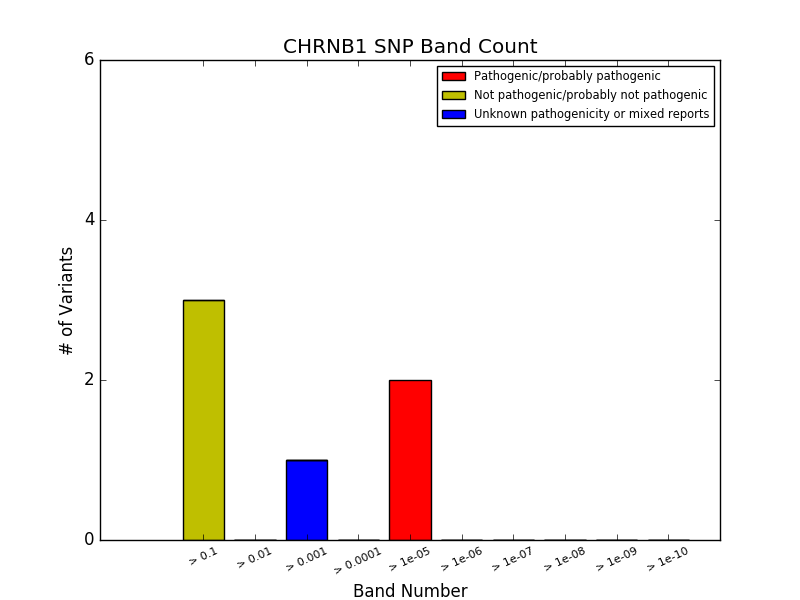 CHRNB1 SNP Band Count
6
4
2
0
# of Variants
Pathogenic/probably pathogenic
Not pathogenic/probably not pathogenic
Unknown pathogenicity or mixed reports
> 0.1
> 0.01
> 0.001
> 0.0001
> 1e-05
> 1e-06
> 1e-07
> 1e-08
> 1e-09
> 1e-10
Band Number